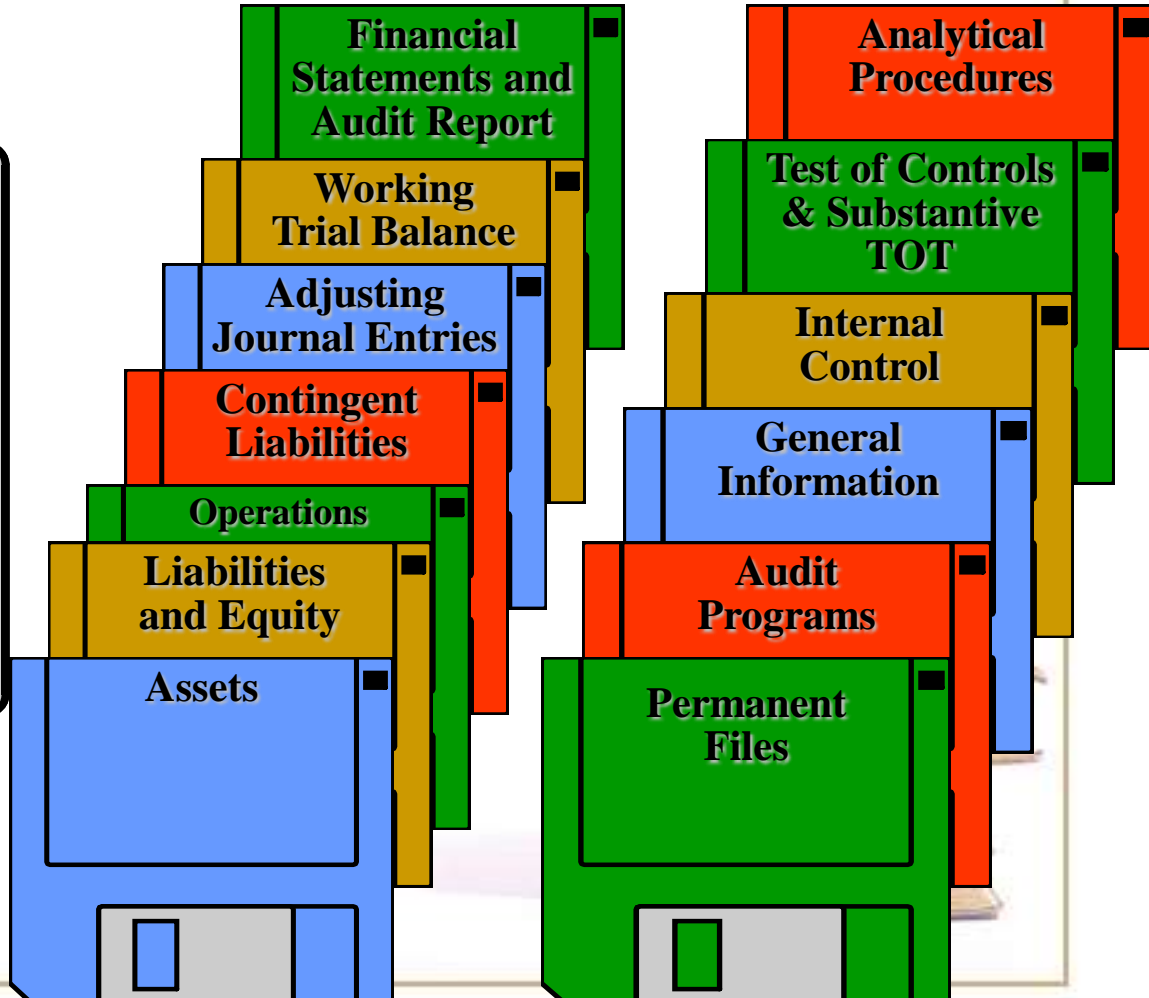 Financial
Statements and
Audit Report
Working
Trial Balance
Adjusting
Journal Entries
Contingent
Liabilities
Operations
Liabilities
and Equity
Assets
Analytical
Procedures
Test of Controls
& Substantive
TOT
Internal
Control
General
Information
Audit
Programs
Permanent
Files